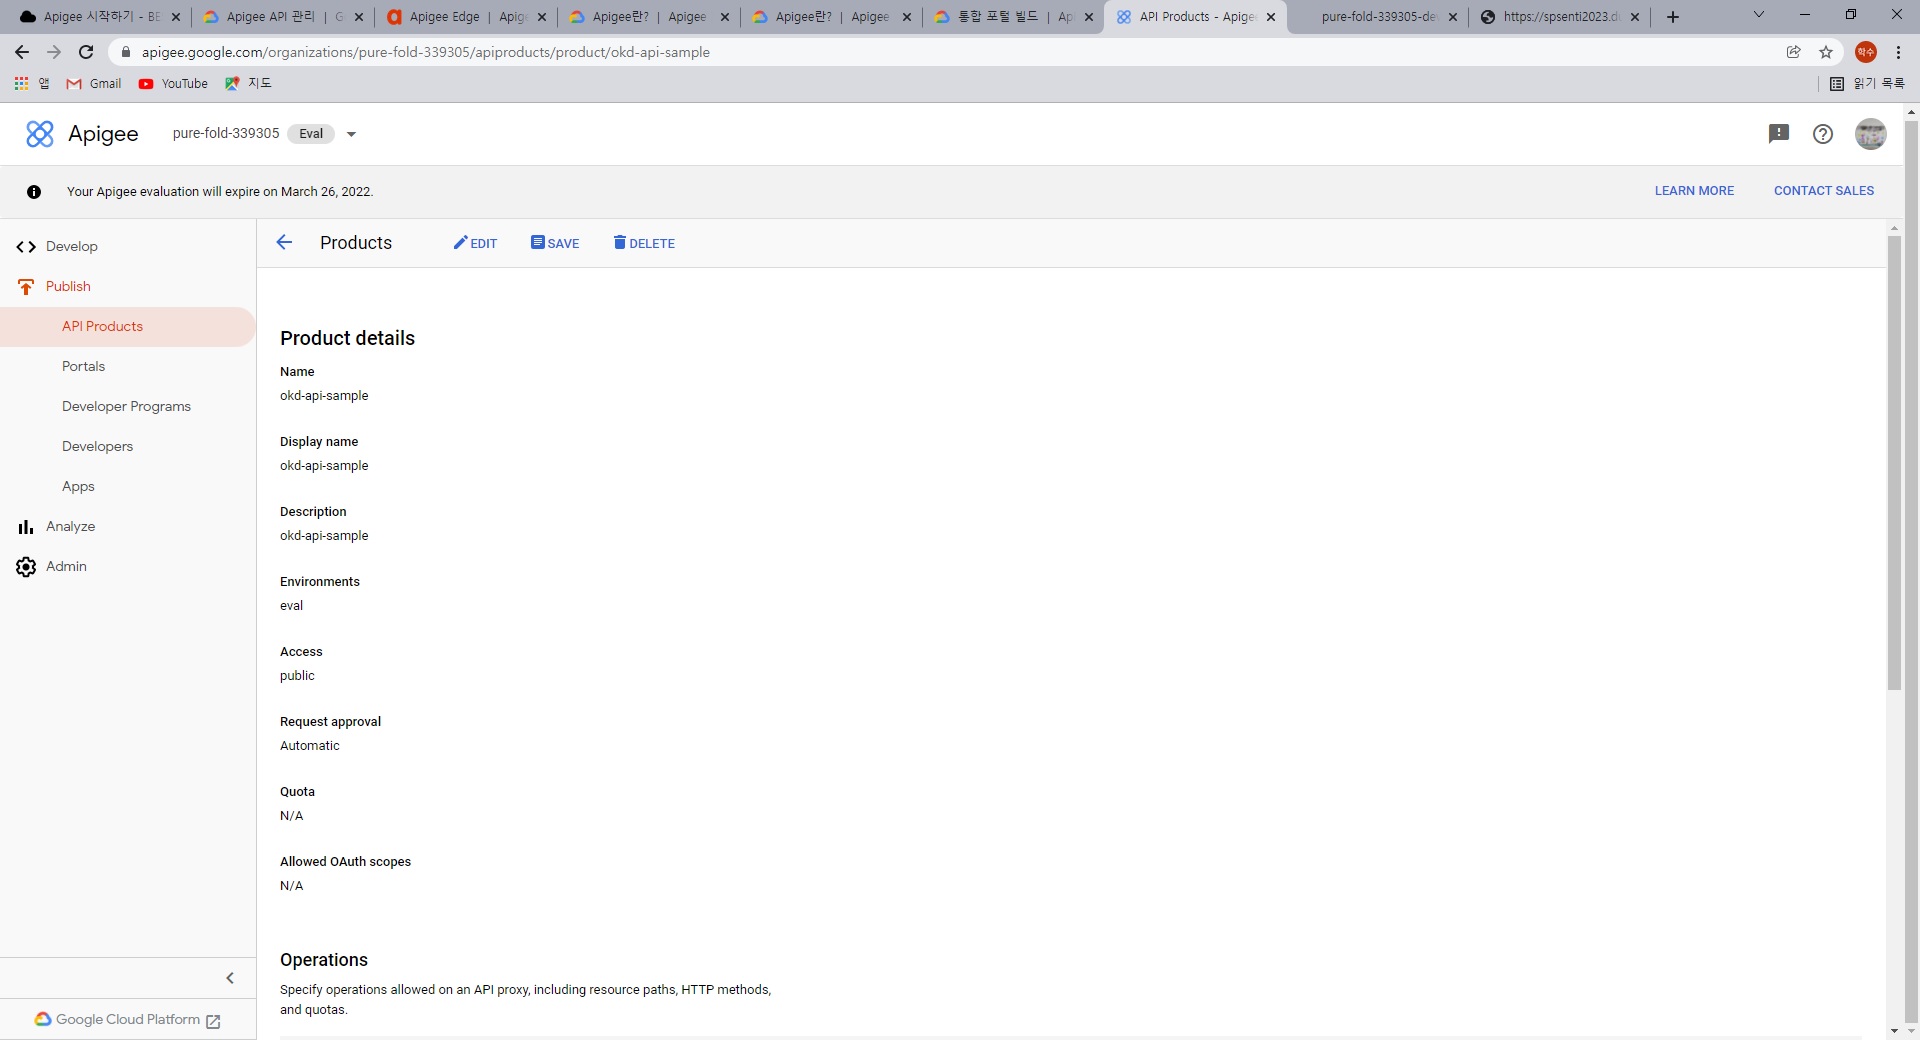 Apigee 시작하기 - BE
Apigee API 관리 | G
Apigee Edge | Apig
Apigee란? | Apigee
Apigee란? | Apigee
통합 포털 빌드 | Ap
API Products - Apige
pure-fold-339305-de
https://spsenti2023.d
apigee.google.com/organizations/pure-fold-339305/apiproducts/product/okd-api-sample
학수
앱
Gmail
YouTube
지도
읽기 목록
Apigee
pure-fold-339305 Eval
Your Apigee evaluation will expire on March 26, 2022.
LEARN MORE
CONTACT SALES
Develop
Publish
API Products
Portals
Developer Programs
Developers
Apps
Analyze
Admin
Google Cloud Platform
Products
EDIT
SAVE
DELETE
Product details
Name
okd-api-sample
Display name
okd-api-sample
Description
okd-api-sample
Environments
eval
Access
public
Request approval
Automatic
Quota
N/A
Allowed OAuth scopes
N/A
Operations
Specify operations allowed on an API proxy, including resource paths, HTTP methods,
and quotas.